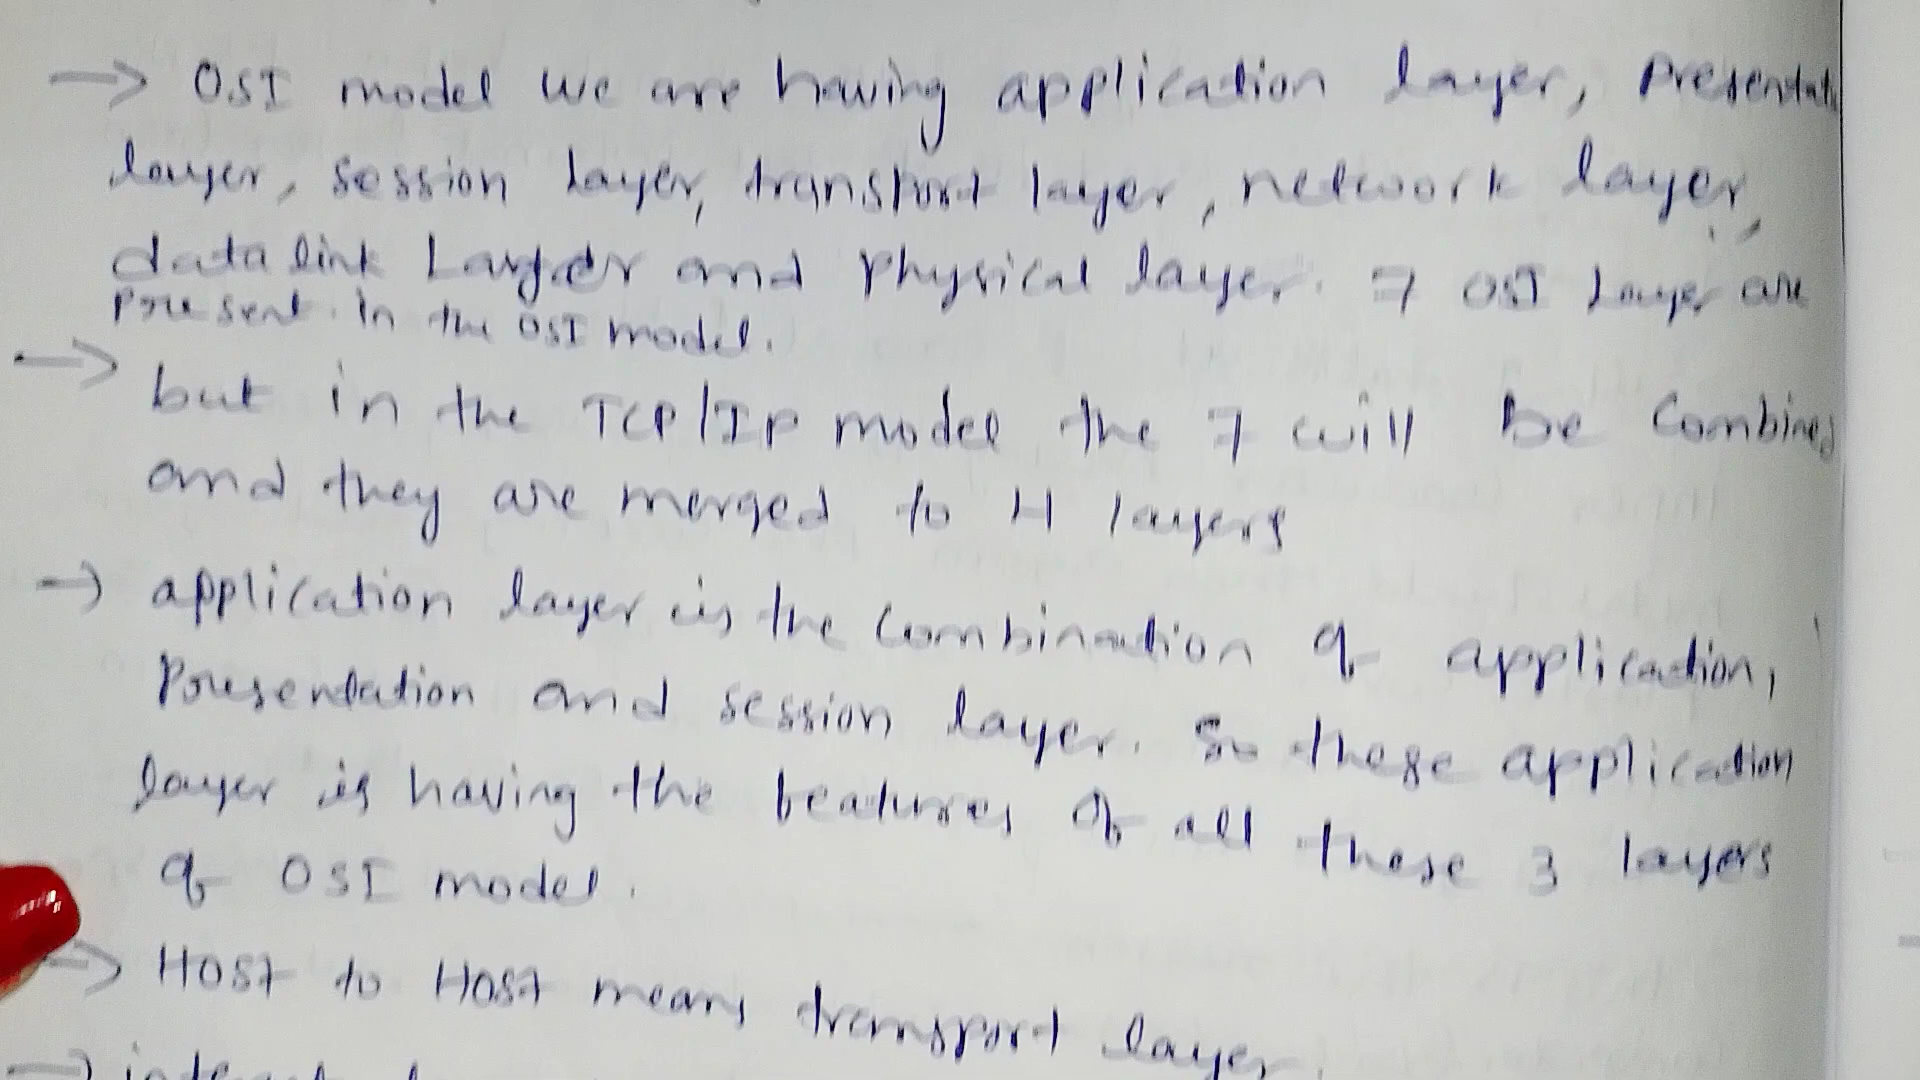 → OSI model we are having application layer, presentati
layer, session layer, transport layer, network layer,
data link Layer and physical layer. 7 OSI Layer are
present in the OSI model.
→ but in the TCP/IP model the 7 will be combined
and they are merged to 4 layers
→ application layer is the combination of application,
presentation and session layer. So these application
layer is having the features of all these 3 layers
of OSI model.
→ HOST to HOST means transport layer.
→